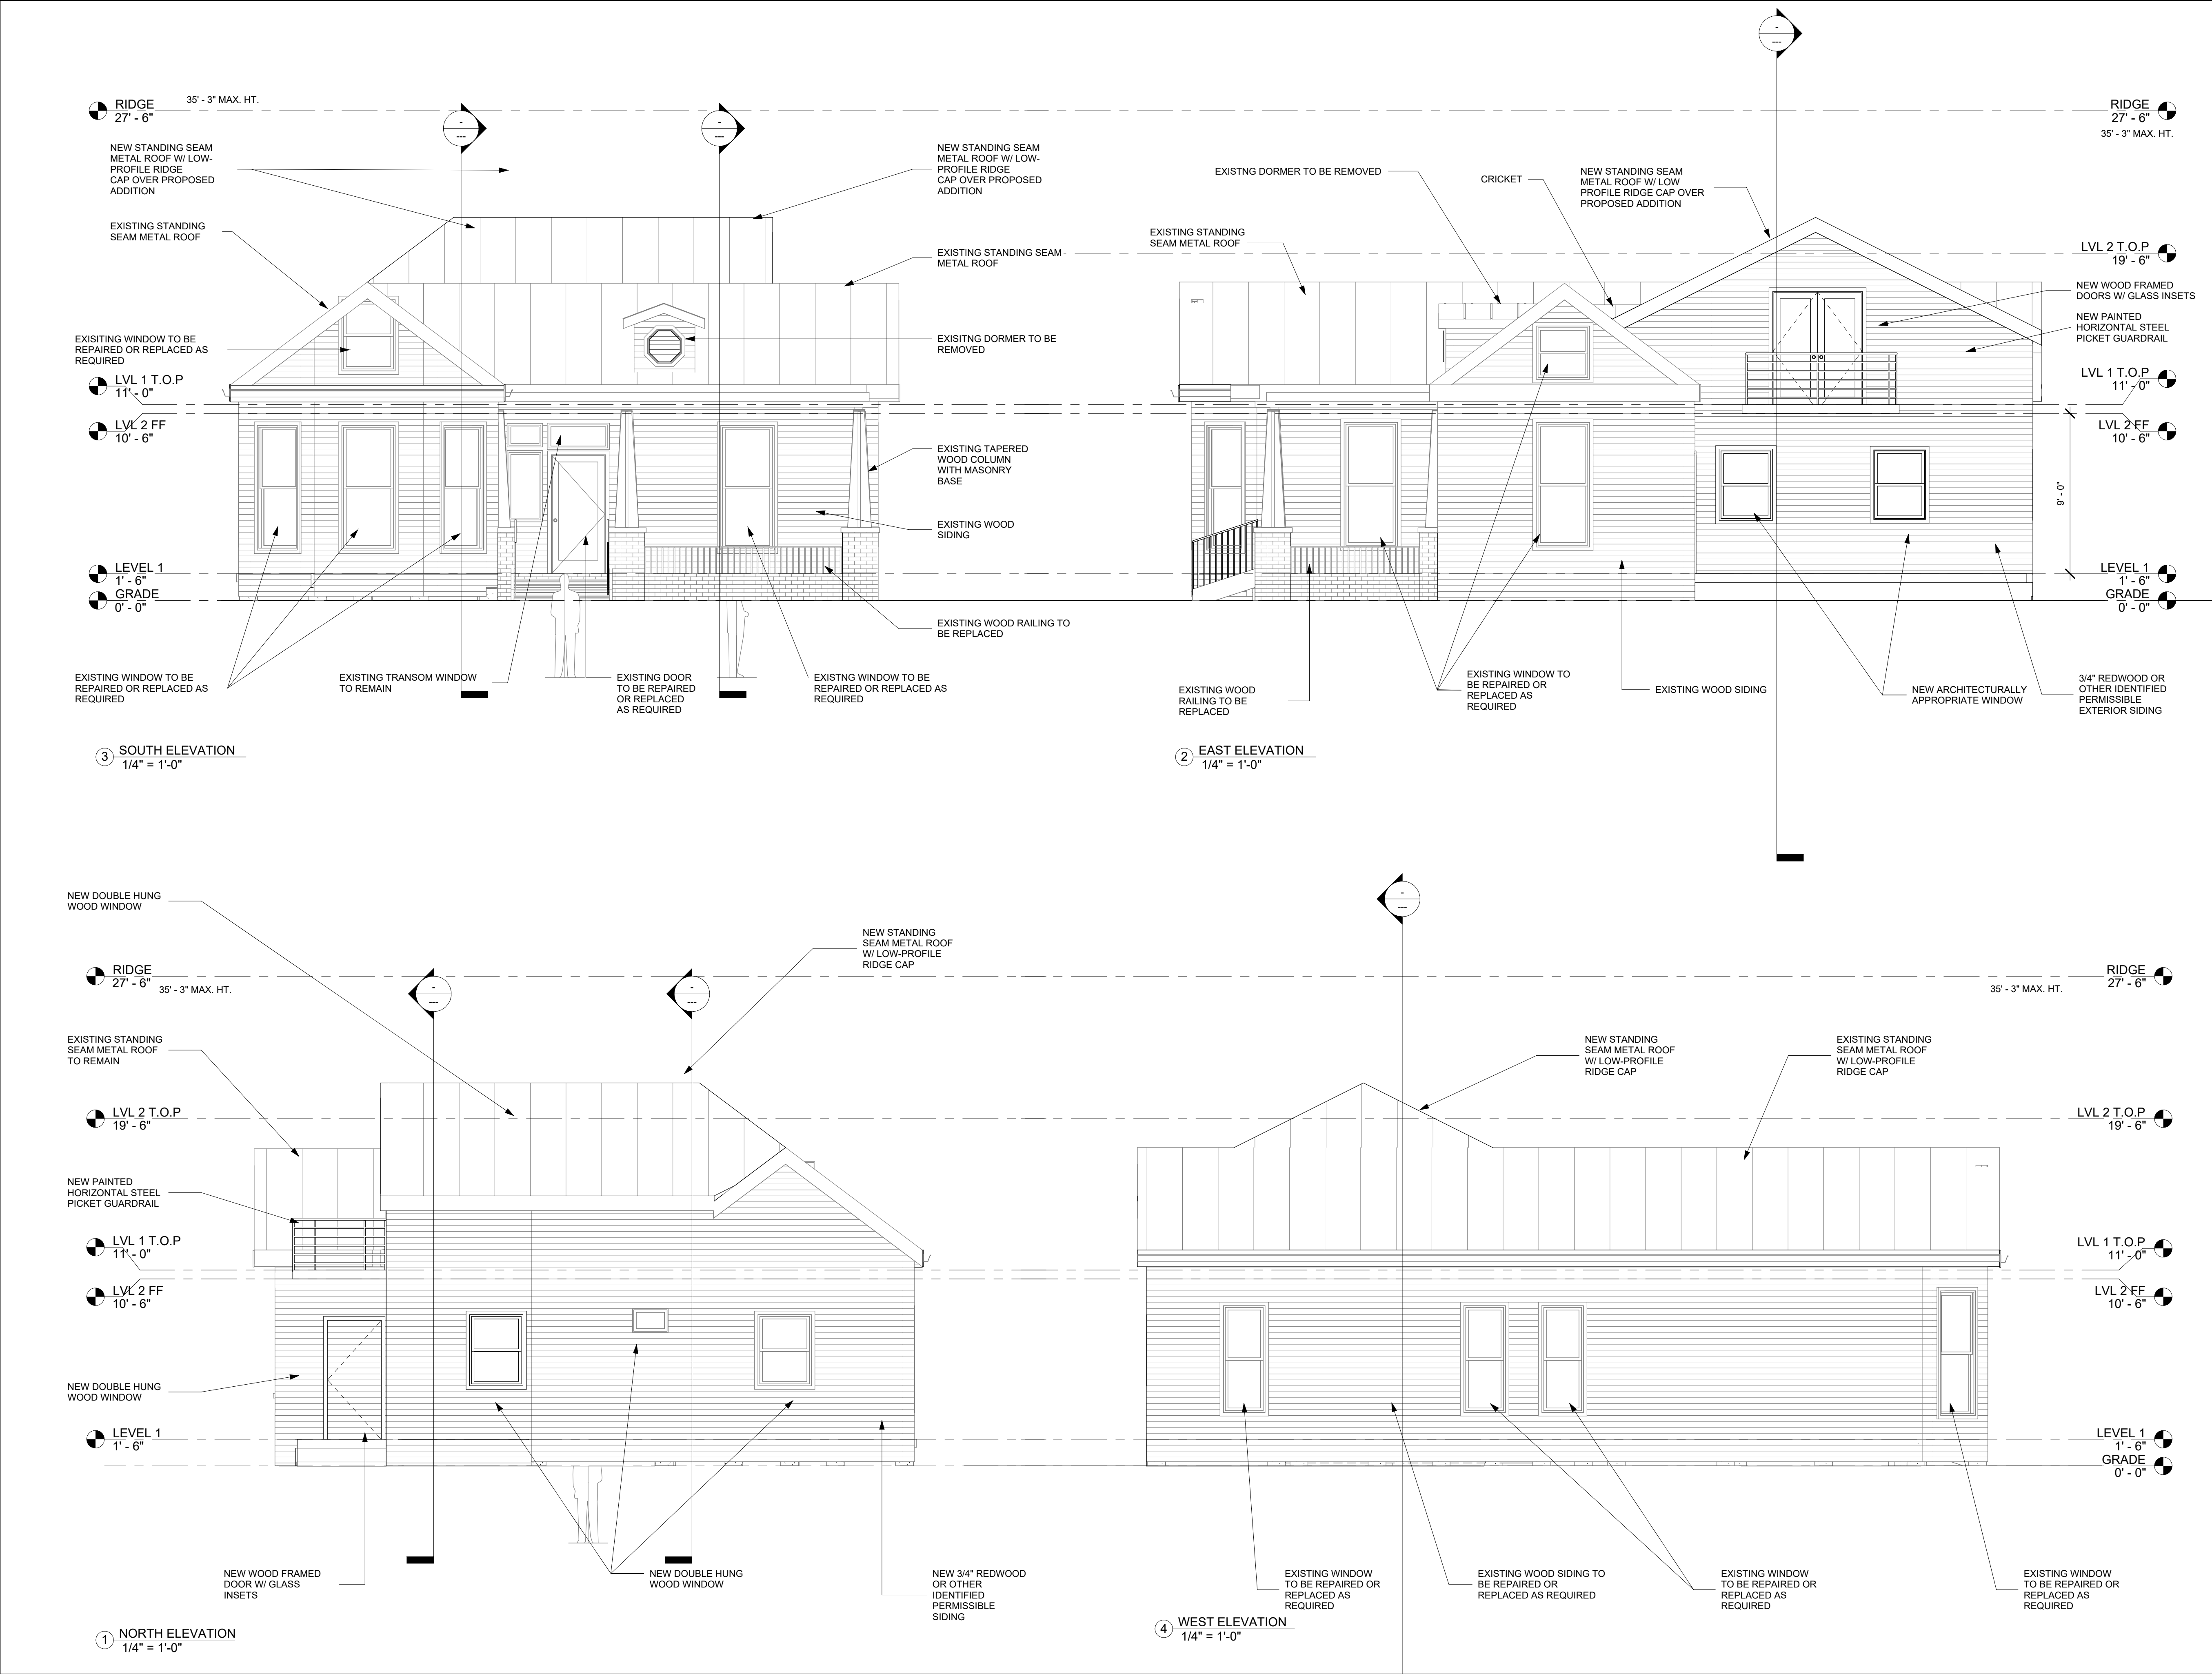 RIDGE
27' - 6"
35' - 3" MAX. HT.
-
---
-
---
NEW STANDING SEAM
METAL ROOF W/ LOW-
PROFILE RIDGE
CAP OVER PROPOSED
ADDITION
EXISTING STANDING
SEAM METAL ROOF
EXISITING WINDOW TO BE
REPAIRED OR REPLACED AS
REQUIRED
LVL 1 T.O.P
11' - 0"
LVL 2 FF
10' - 6"
LEVEL 1
1' - 6"
GRADE
0' - 0"
EXISTING WINDOW TO BE
REPAIRED OR REPLACED AS
REQUIRED
EXISTING TRANSOM WINDOW
TO REMAIN
EXISTING DOOR
TO BE REPAIRED
OR REPLACED
AS REQUIRED
EXISTNG WINDOW TO BE
REPAIRED OR REPLACED AS
REQUIRED
NEW STANDING SEAM
METAL ROOF W/ LOW-
PROFILE RIDGE
CAP OVER PROPOSED
ADDITION
EXISTING STANDING SEAM
METAL ROOF
EXISITNG DORMER TO BE
REMOVED
EXISTING TAPERED
WOOD COLUMN
WITH MASONRY
BASE
EXISTING WOOD
SIDING
EXISTING WOOD RAILING TO
BE REPLACED
3
SOUTH ELEVATION
1/4" = 1'-0"
-
---
EXISTNG DORMER TO BE REMOVED
CRICKET
NEW STANDING SEAM
METAL ROOF W/ LOW
PROFILE RIDGE CAP OVER
PROPOSED ADDITION
EXISTING STANDING
SEAM METAL ROOF
RIDGE
27' - 6"
35' - 3" MAX. HT.
LVL 2 T.O.P
19' - 6"
NEW WOOD FRAMED
DOORS W/ GLASS INSETS
NEW PAINTED
HORIZONTAL STEEL
PICKET GUARDRAIL
LVL 1 T.O.P
11' - 0"
LVL 2 FF
10' - 6"
9' - 0"
LEVEL 1
1' - 6"
GRADE
0' - 0"
EXISTING WOOD
RAILING TO BE
REPLACED
EXISTING WINDOW TO
BE REPAIRED OR
REPLACED AS
REQUIRED
EXISTING WOOD SIDING
NEW ARCHITECTURALLY
APPROPRIATE WINDOW
3/4" REDWOOD OR
OTHER IDENTIFIED
PERMISSIBLE
EXTERIOR SIDING
2
EAST ELEVATION
1/4" = 1'-0"
NEW DOUBLE HUNG
WOOD WINDOW
RIDGE
27' - 6"
35' - 3" MAX. HT.
-
---
-
---
NEW STANDING
SEAM METAL ROOF
W/ LOW-PROFILE
RIDGE CAP
EXISTING STANDING
SEAM METAL ROOF
TO REMAIN
LVL 2 T.O.P
19' - 6"
NEW PAINTED
HORIZONTAL STEEL
PICKET GUARDRAIL
LVL 1 T.O.P
11' - 0"
LVL 2 FF
10' - 6"
NEW DOUBLE HUNG
WOOD WINDOW
LEVEL 1
1' - 6"
NEW WOOD FRAMED
DOOR W/ GLASS
INSETS
NEW DOUBLE HUNG
WOOD WINDOW
NEW 3/4" REDWOOD
OR OTHER
IDENTIFIED
PERMISSIBLE
SIDING
1
NORTH ELEVATION
1/4" = 1'-0"
-
---
RIDGE
27' - 6"
35' - 3" MAX. HT.
NEW STANDING
SEAM METAL ROOF
W/ LOW-PROFILE
RIDGE CAP
EXISTING STANDING
SEAM METAL ROOF
W/ LOW-PROFILE
RIDGE CAP
LVL 2 T.O.P
19' - 6"
LVL 1 T.O.P
11' - 0"
LVL 2 FF
10' - 6"
LEVEL 1
1' - 6"
GRADE
0' - 0"
EXISTING WINDOW
TO BE REPAIRED OR
REPLACED AS
REQUIRED
EXISTING WOOD SIDING TO
BE REPAIRED OR
REPLACED AS REQUIRED
EXISTING WINDOW
TO BE REPAIRED OR
REPLACED AS
REQUIRED
EXISTING WINDOW
TO BE REPAIRED OR
REPLACED AS
REQUIRED
4
WEST ELEVATION
1/4" = 1'-0"